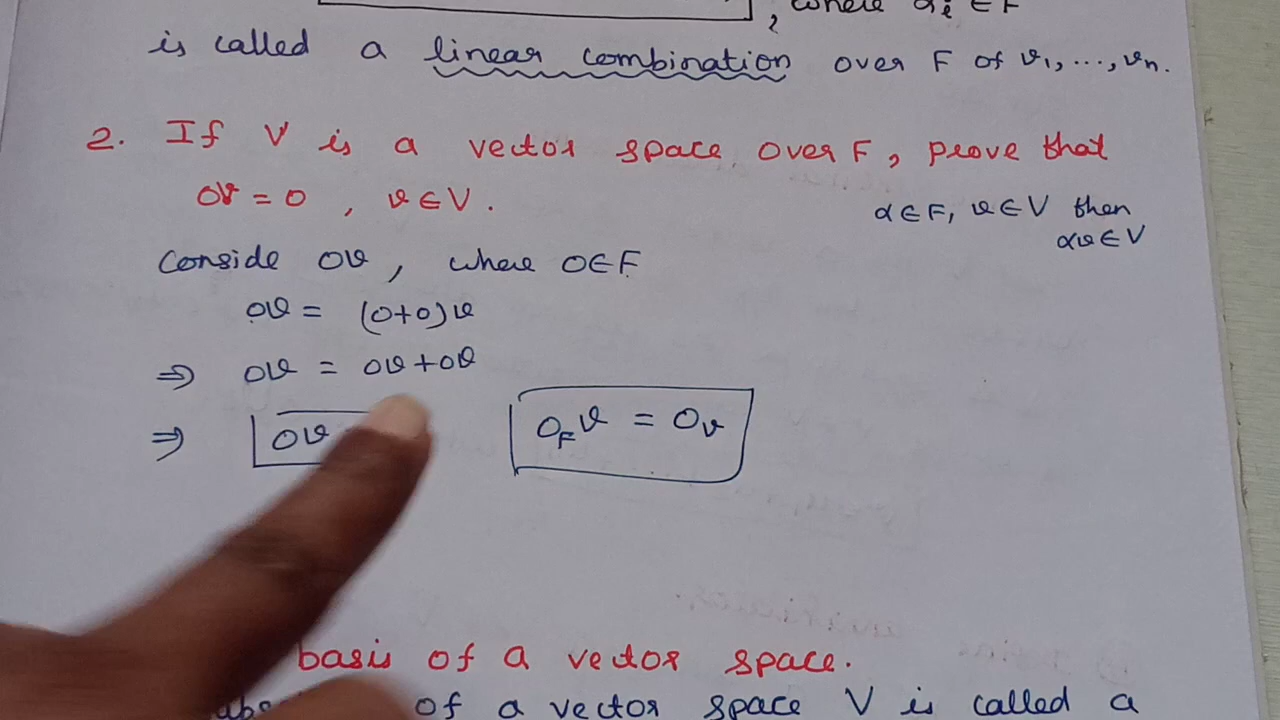 , where αᵢ ∈ F
is called a linear combination over F of v₁, ..., vₙ.
2. If V is a vector space over F, prove that
0v = 0 , v ∈ V.
α ∈ F, v ∈ V then
αv ∈ V
Conside 0v , where 0 ∈ F
0v = (0+0)v
⇒ 0v = 0v + 0v
⇒ 0v
0_F v = 0_v
basis of a vector space.
of a vector space V is called a